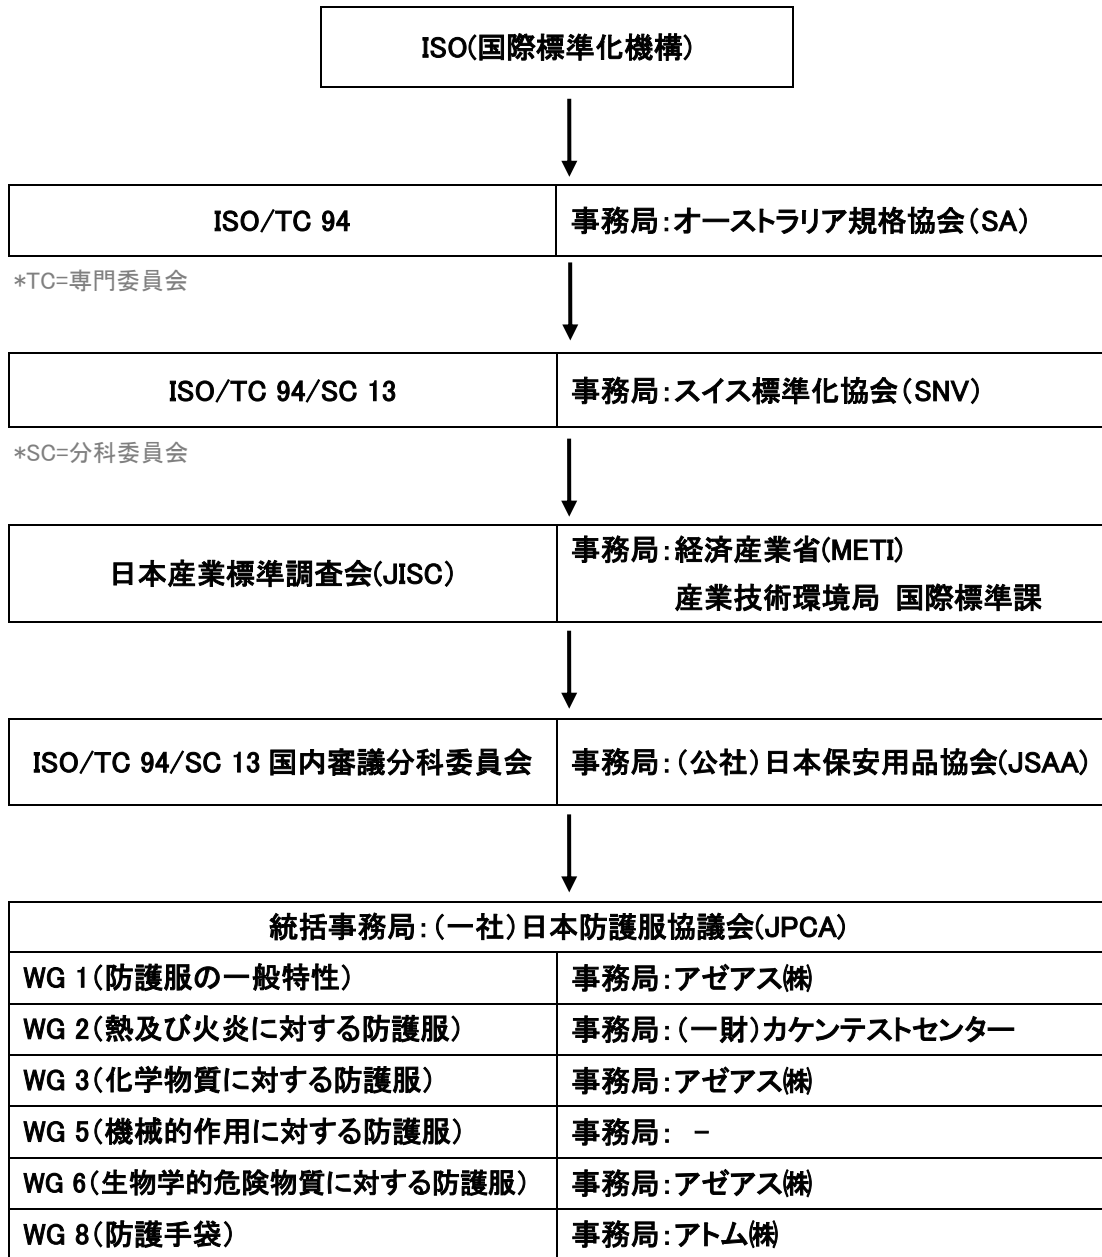 ISO(国際標準化機構)
ISO/TC 94
事務局：オーストラリア規格協会（SA）
*TC=専門委員会
ISO/TC 94/SC 13
事務局：スイス標準化協会（SNV）
*SC=分科委員会
日本産業標準調査会(JISC)
事務局：経済産業省(METI)
産業技術環境局 国際標準課
ISO/TC 94/SC 13 国内審議分科委員会
事務局：（公社）日本保安用品協会(JSAA)
統括事務局：（一社）日本防護服協議会(JPCA)
WG 1（防護服の一般特性）
事務局：アゼアス㈱
WG 2（熱及び火炎に対する防護服）
事務局：（一財）カケンテストセンター
WG 3（化学物質に対する防護服）
事務局：アゼアス㈱
WG 5（機械的作用に対する防護服）
事務局： －
WG 6（生物学的危険物質に対する防護服）
事務局：アゼアス㈱
WG 8（防護手袋）
事務局：アトム㈱